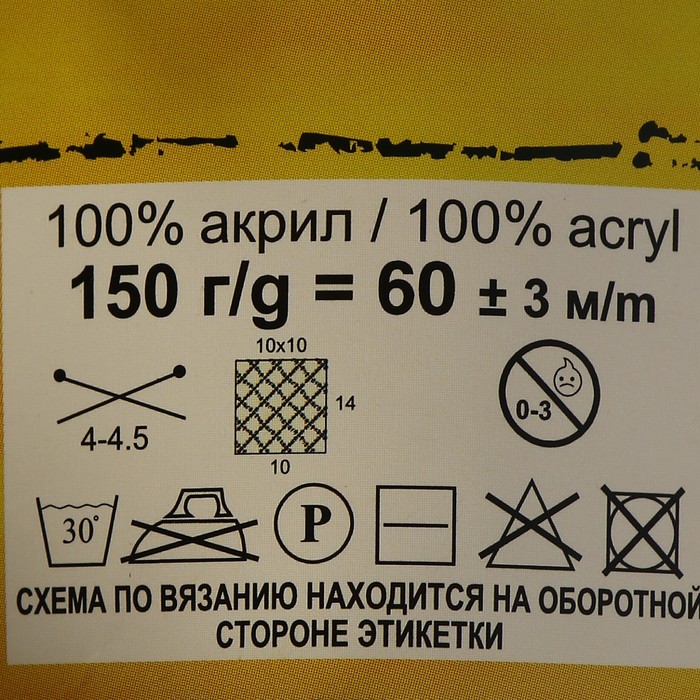 100% акрил / 100% acryl
150 г/g = 60 ± 3 м/m
10x10
14
4-4.5
10
0-3
30°
P
СХЕМА ПО ВЯЗАНИЮ НАХОДИТСЯ НА ОБОРОТНОЙ
СТОРОНЕ ЭТИКЕТКИ